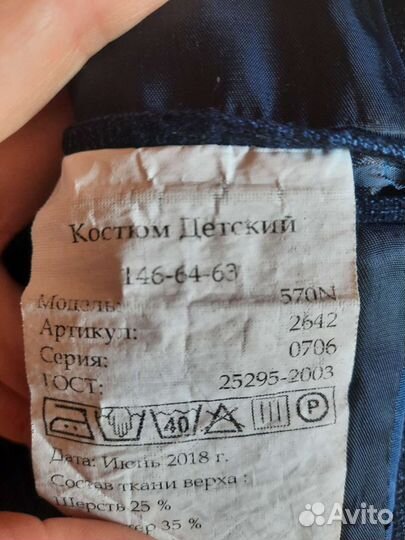 Костюм Детский
146-64-63
Модель: 570N
Артикул: 2642
Серия: 0706
ГОСТ: 25295-2003
40 P
Дата: Июнь 2018 г.
Состав ткани верха :
Шерсть 25 %
35 %
Avito